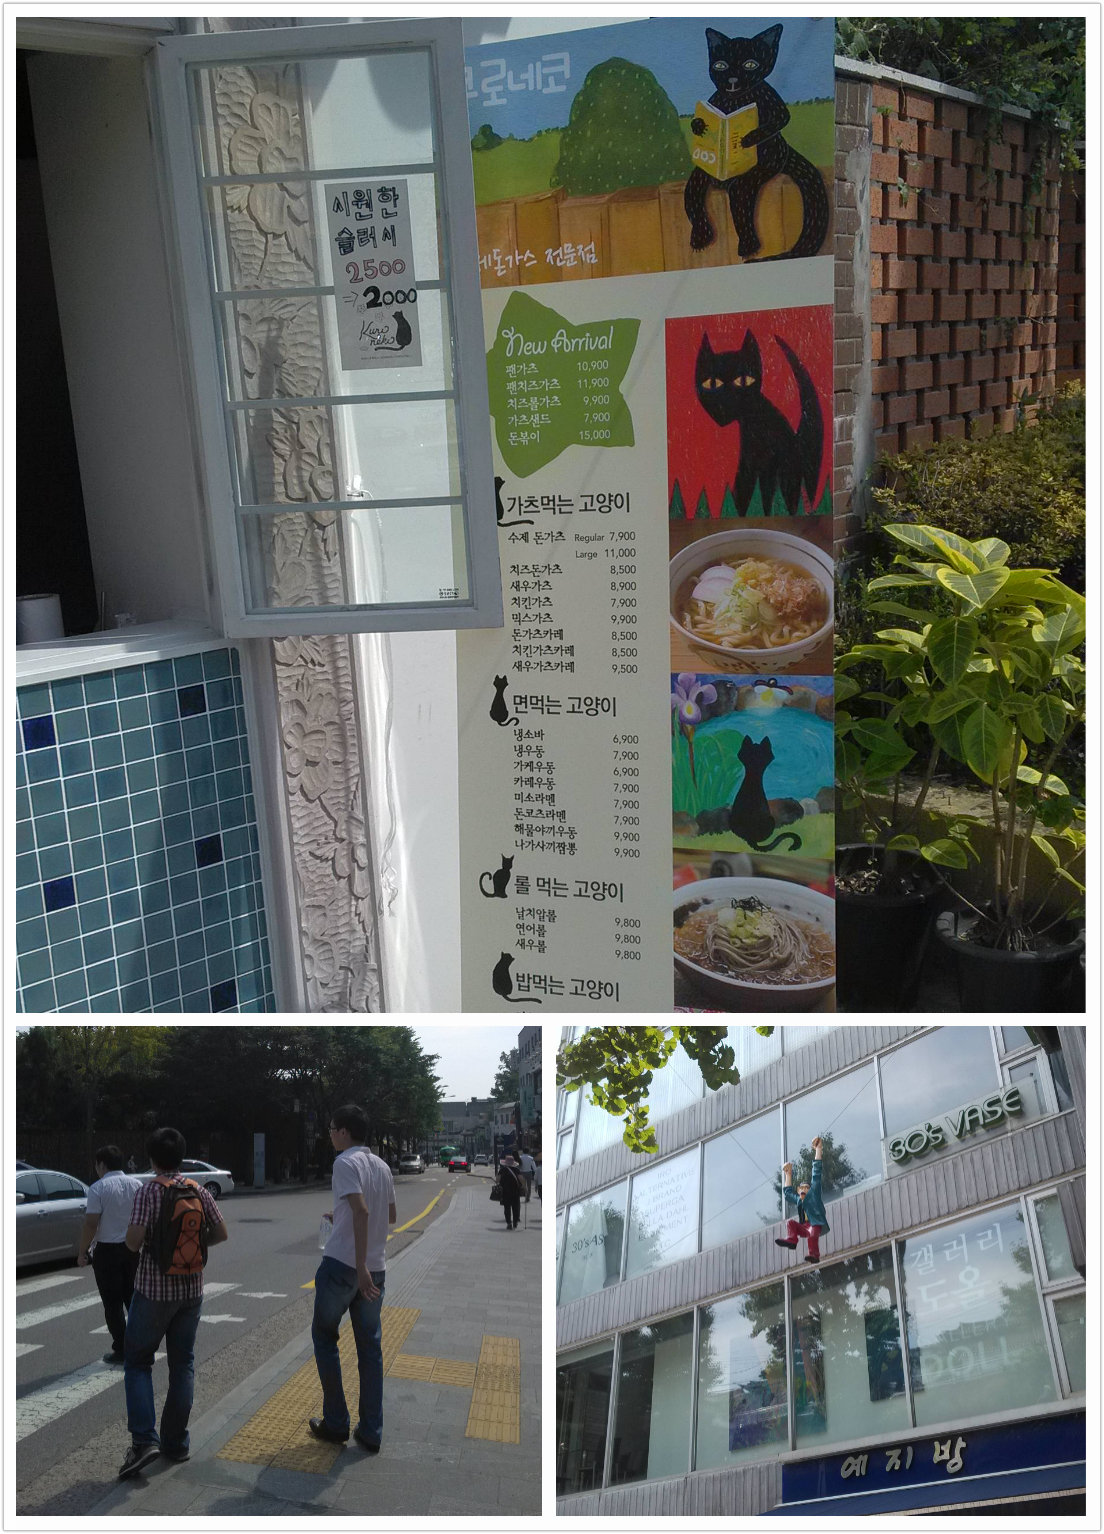 시원한
슬러시
2500
⇒2000
Kuro
neko
로네코
돈가스 전문점
New Arrival
팬가츠 10,900
팬치즈가츠 11,900
치즈롤가츠 9,900
가츠샌드 7,900
돈볶이 15,000
가츠먹는 고양이
수제 돈가츠 Regular 7,900
Large 11,000
치즈돈가츠 8,500
새우가츠 8,900
치킨가츠 7,900
믹스가츠 9,900
돈가츠카레 8,500
치킨가츠카레 8,500
새우가츠카레 9,500
면먹는 고양이
냉소바 6,900
냉우동 7,900
가케우동 6,900
카레우동 7,900
미소라멘 7,900
돈코츠라멘 7,900
해물야끼우동 9,900
나가사끼짬뽕 9,900
롤 먹는 고양이
날치알롤 9,800
연어롤 9,800
새우롤 9,800
밥먹는 고양이
30's VASE
ALTERNATIVE
BRAND
SUPERGA
갤러리
도올
예지방